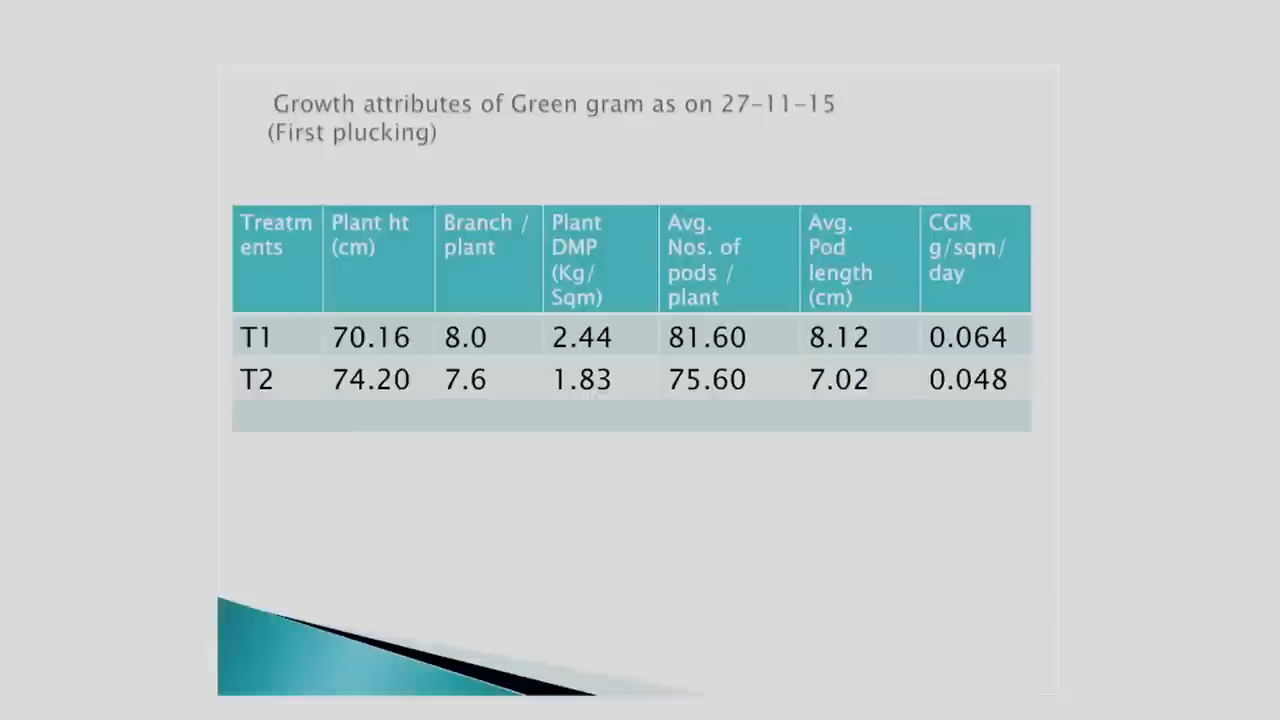 Growth attributes of Green gram as on 27-11-15
(First plucking)
Treatm
ents
Plant ht
(cm)
Branch /
plant
Plant
DMP
(Kg/
Sqm)
Avg.
Nos. of
pods /
plant
Avg.
Pod
length
(cm)
CGR
g/sqm/
day
T1 70.16 8.0 2.44 81.60 8.12 0.064
T2 74.20 7.6 1.83 75.60 7.02 0.048